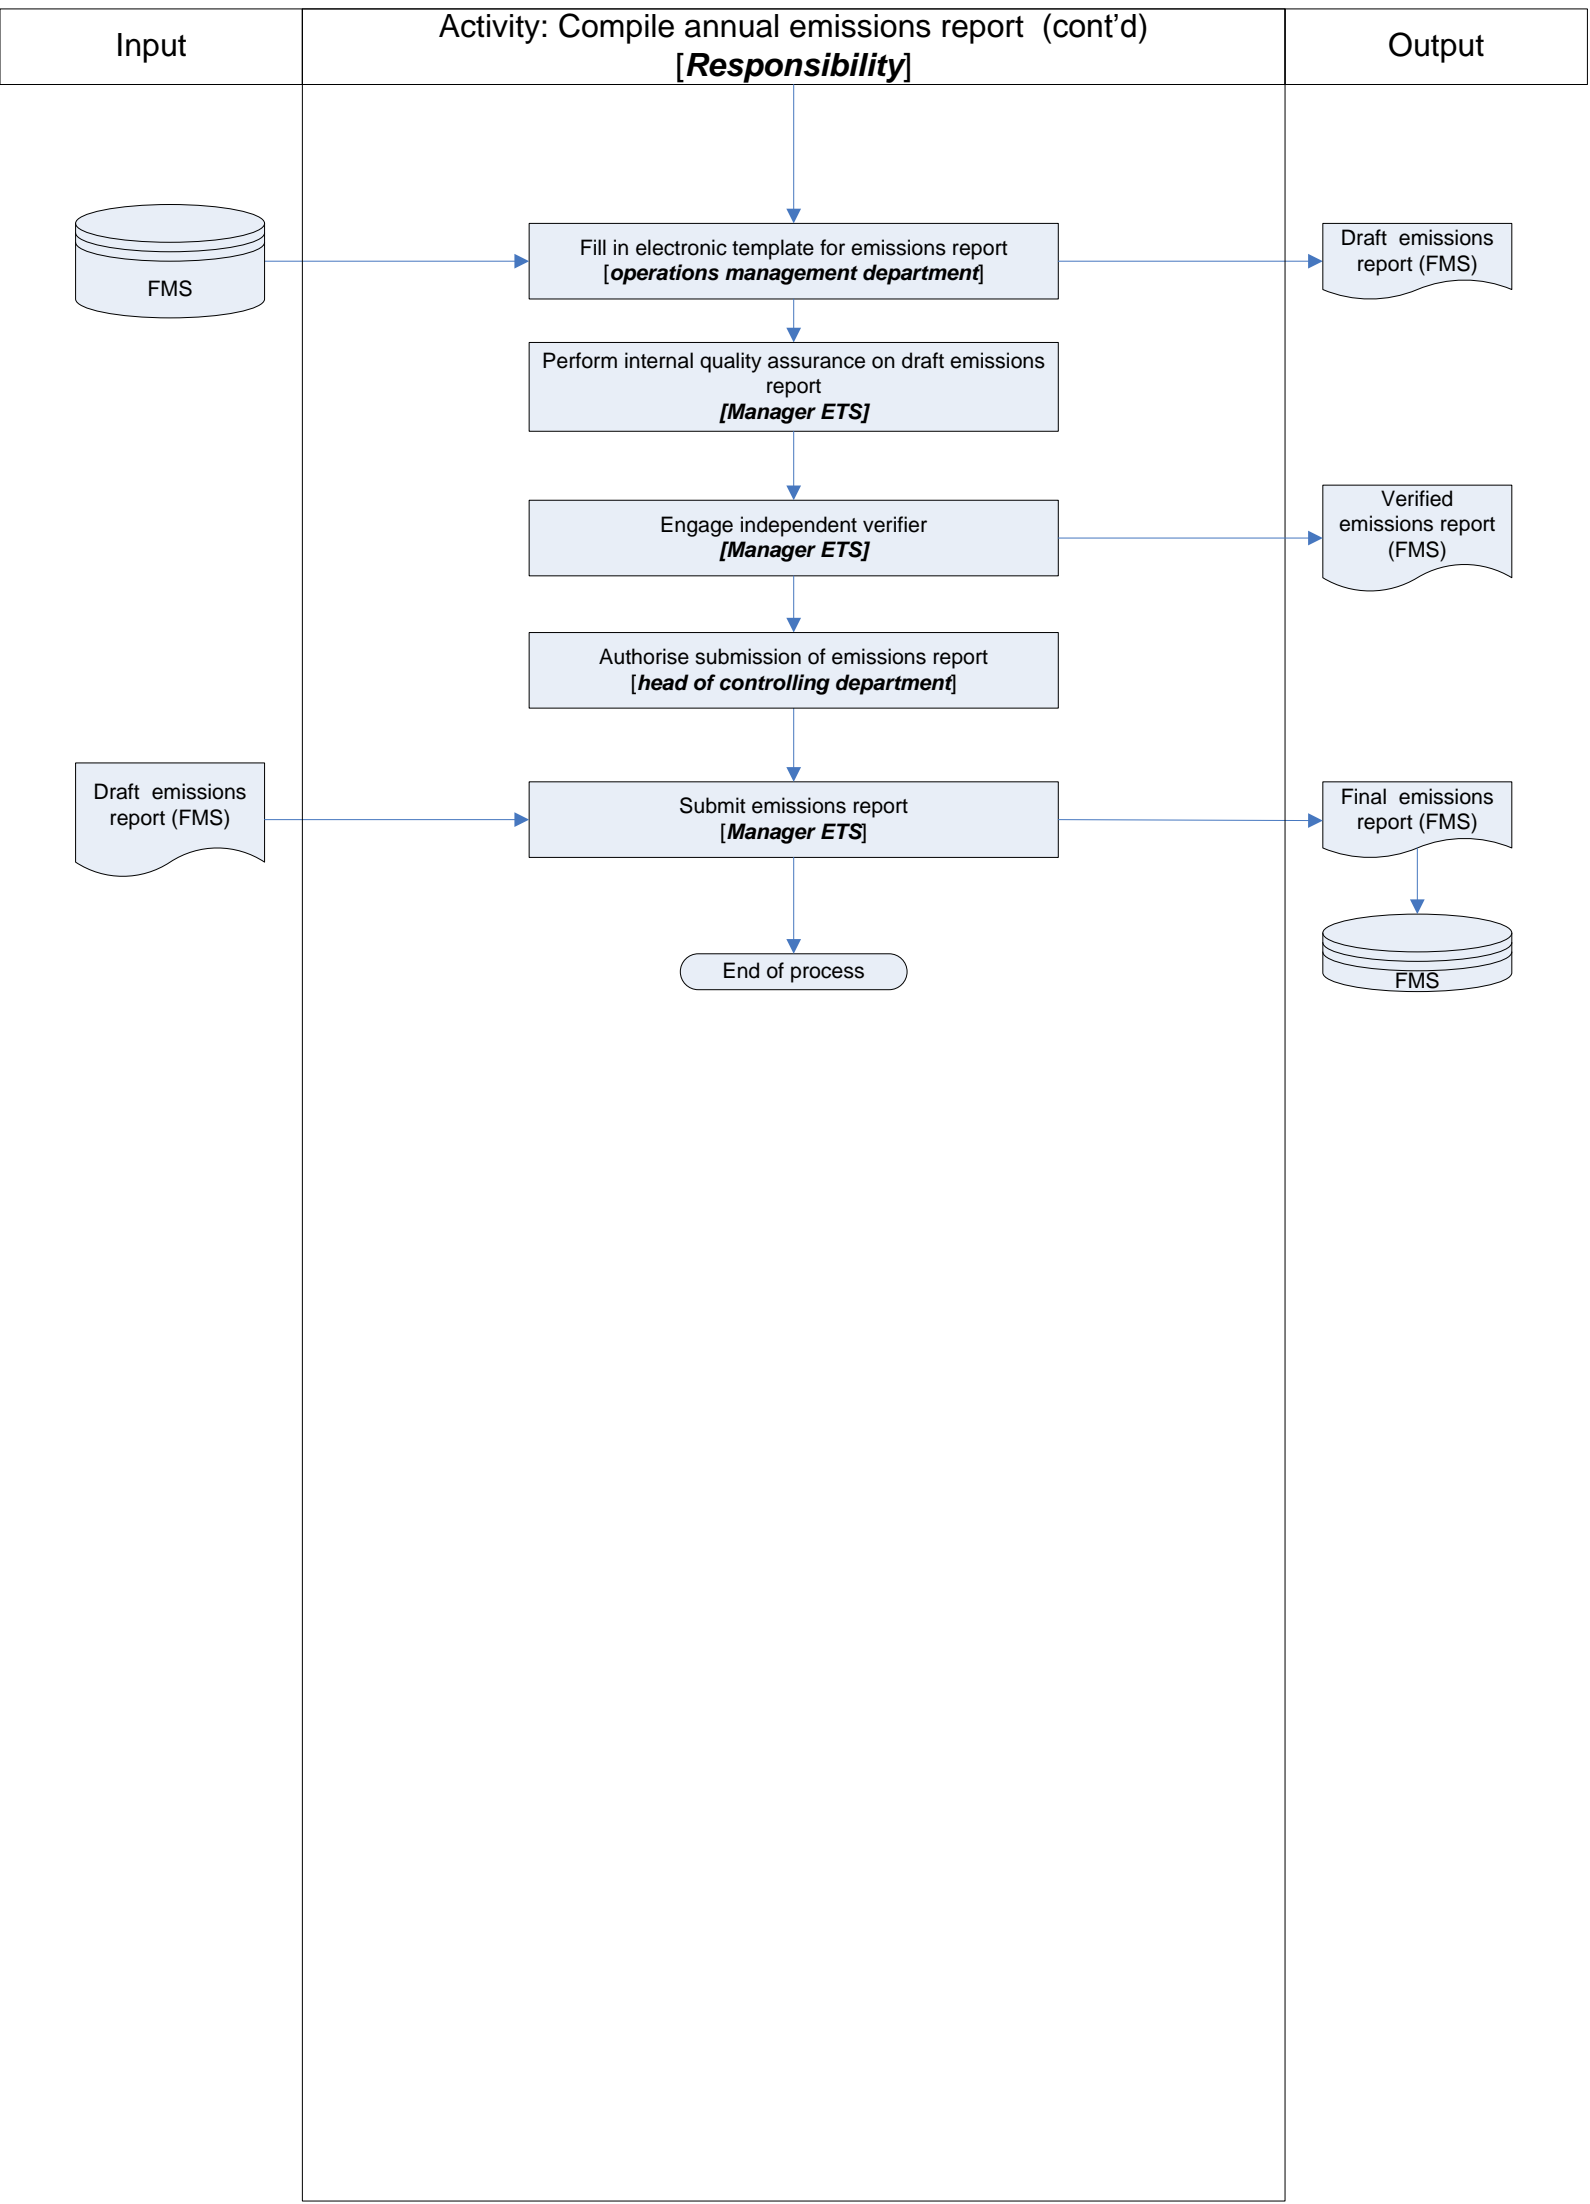 Input
Activity: Compile annual emissions report (cont’d)
[Responsibility]
Output
FMS
Fill in electronic template for emissions report
[operations management department]
Draft emissions
report (FMS)
Perform internal quality assurance on draft emissions
report
[Manager ETS]
Engage independent verifier
[Manager ETS]
Verified
emissions report
(FMS)
Authorise submission of emissions report
[head of controlling department]
Draft emissions
report (FMS)
Submit emissions report
[Manager ETS]
Final emissions
report (FMS)
End of process
FMS